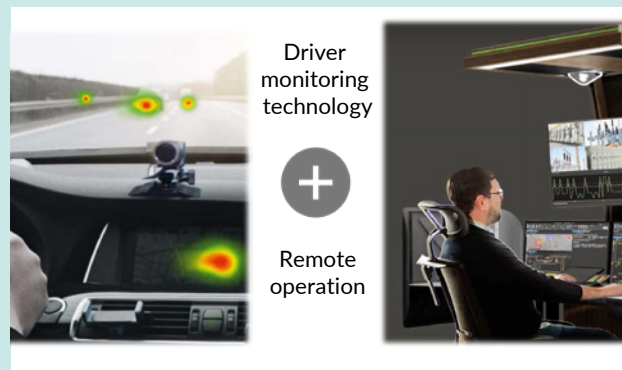 Driver
monitoring
technology
+
Remote
operation